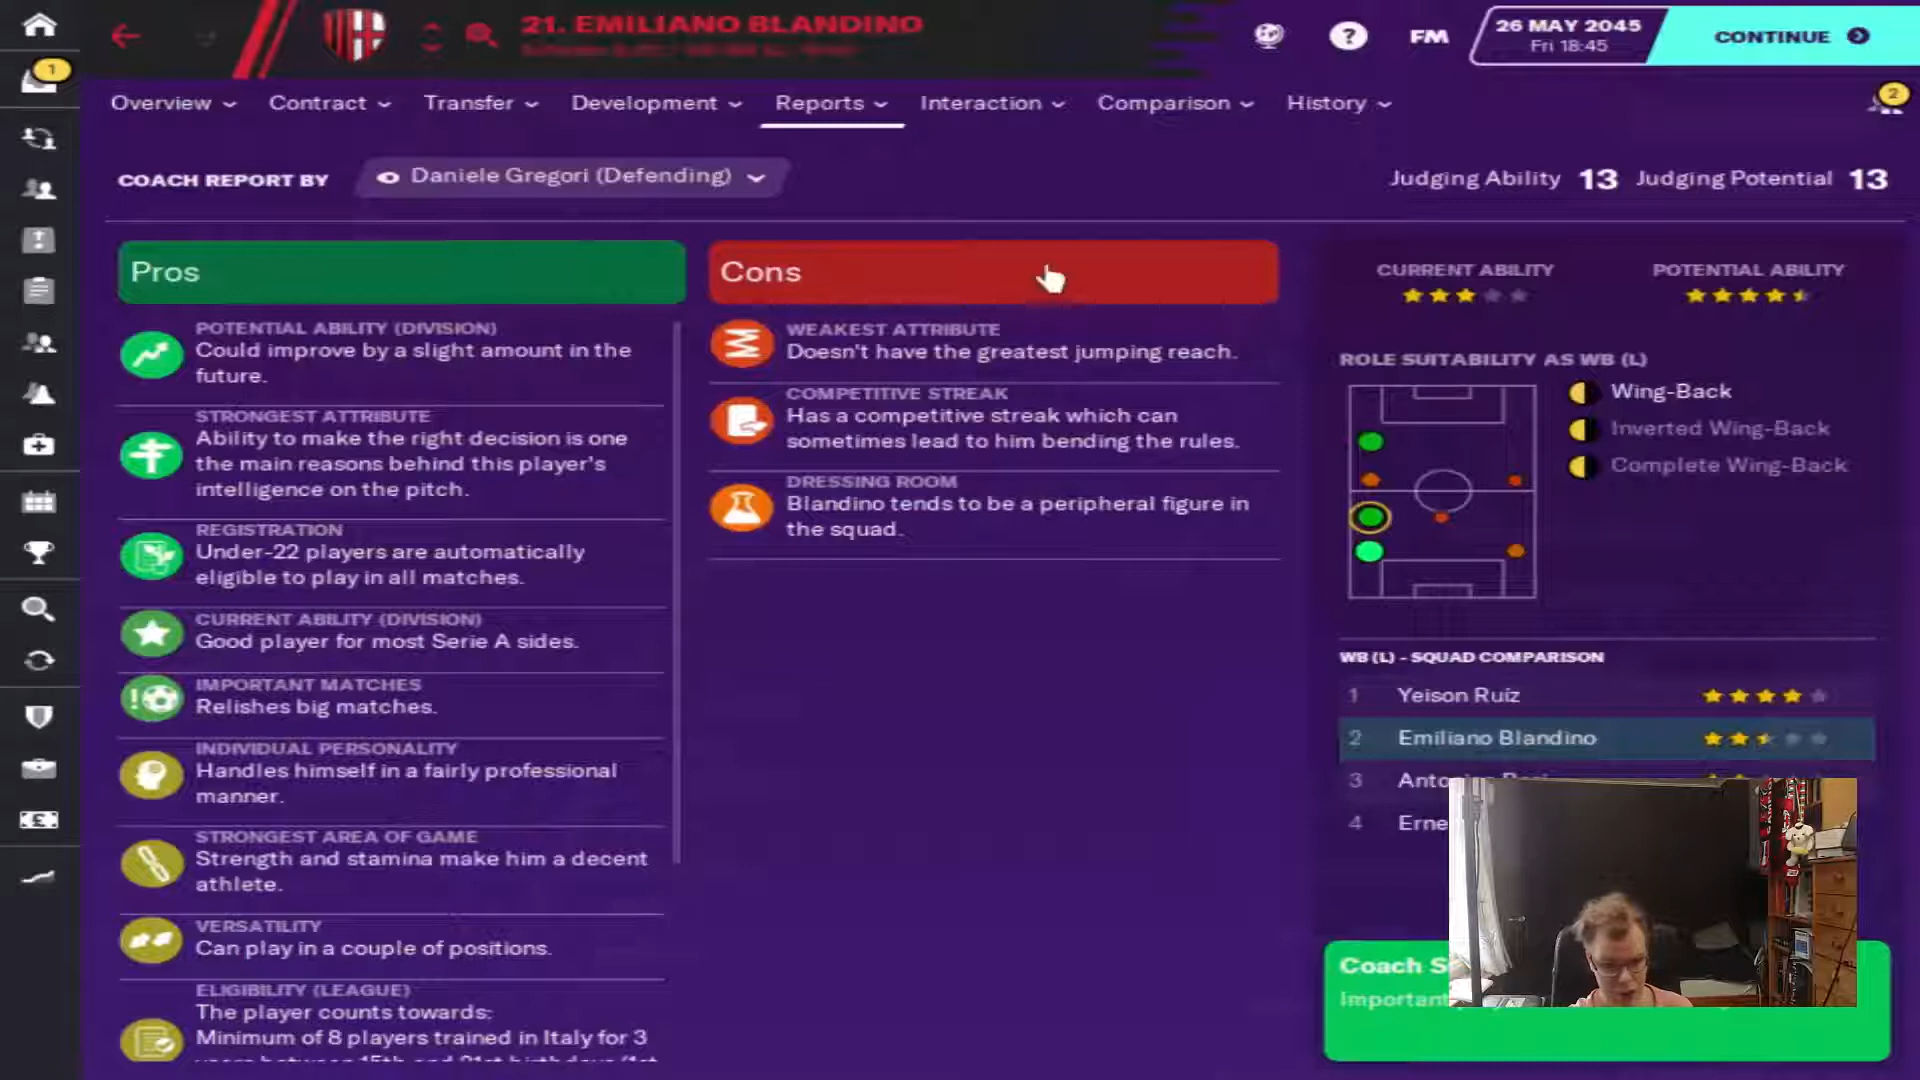 21. EMILIANO BLANDINO
FM
26 MAY 2045
Fri 18:45
CONTINUE
1
Overview
Contract
Transfer
Development
Reports
Interaction
Comparison
History
2
COACH REPORT BY
Daniele Gregori (Defending)
Judging Ability 13
Judging Potential 13
Pros
POTENTIAL ABILITY (DIVISION)
Could improve by a slight amount in the
future.
STRONGEST ATTRIBUTE
Ability to make the right decision is one
the main reasons behind this player's
intelligence on the pitch.
REGISTRATION
Under-22 players are automatically
eligible to play in all matches.
CURRENT ABILITY (DIVISION)
Good player for most Serie A sides.
IMPORTANT MATCHES
Relishes big matches.
INDIVIDUAL PERSONALITY
Handles himself in a fairly professional
manner.
STRONGEST AREA OF GAME
Strength and stamina make him a decent
athlete.
VERSATILITY
Can play in a couple of positions.
ELIGIBILITY (LEAGUE)
The player counts towards:
Minimum of 8 players trained in Italy for 3
Cons
WEAKEST ATTRIBUTE
Doesn't have the greatest jumping reach.
COMPETITIVE STREAK
Has a competitive streak which can
sometimes lead to him bending the rules.
DRESSING ROOM
Blandino tends to be a peripheral figure in
the squad.
CURRENT ABILITY
POTENTIAL ABILITY
ROLE SUITABILITY AS WB (L)
Wing-Back
Inverted Wing-Back
Complete Wing-Back
WB (L) - SQUAD COMPARISON
1 Yeison Ruíz
2 Emiliano Blandino
3
4 Erne
Coach S
Important